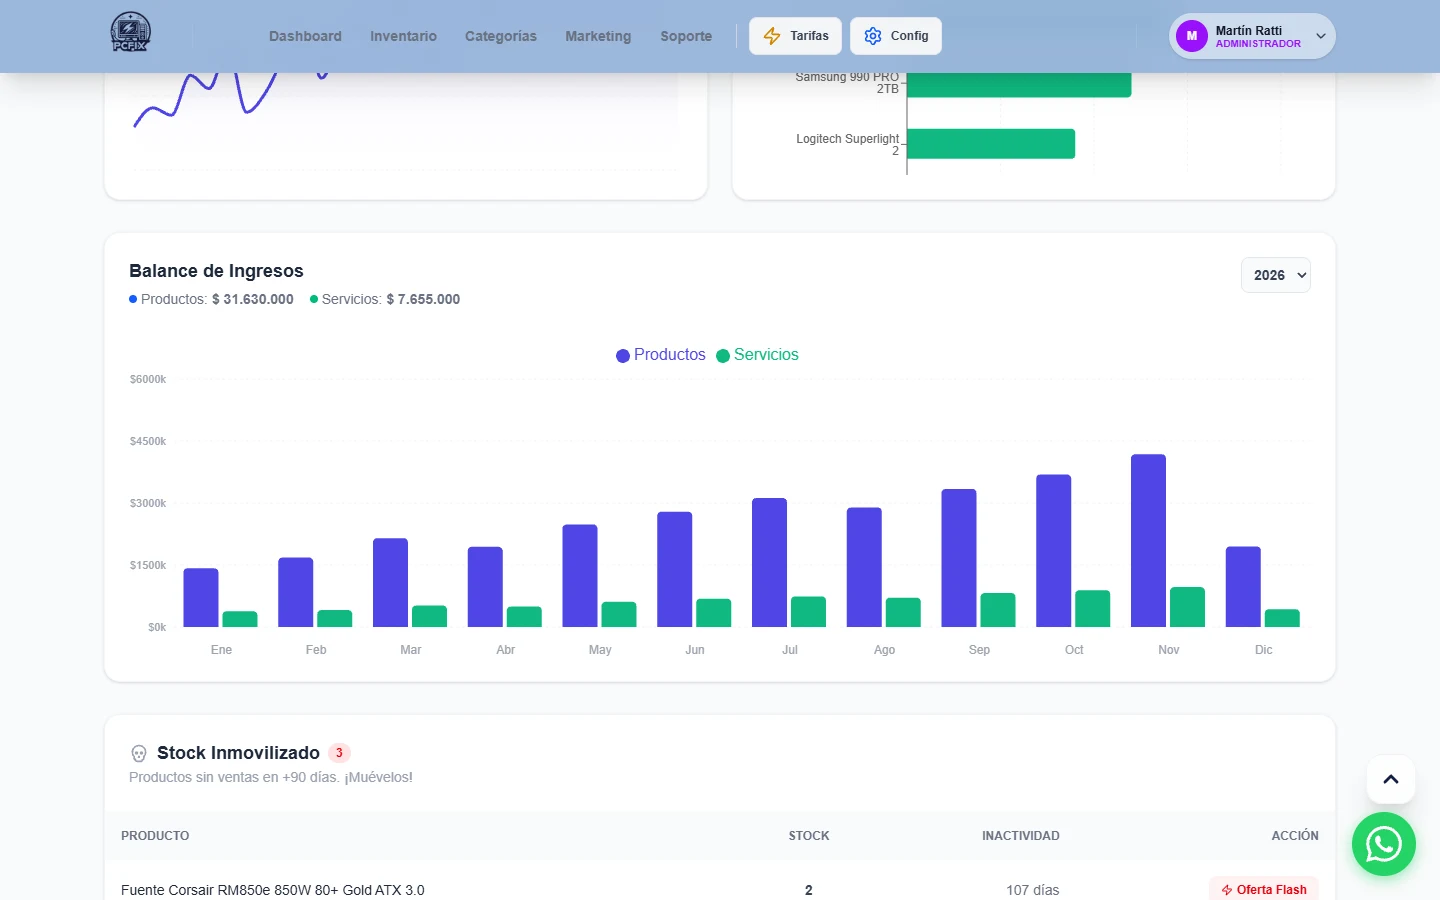 PCFIX
Dashboard
Inventario
Categorías
Marketing
Soporte
Tarifas
Config
M
Martín Ratti
ADMINISTRADOR
Samsung 990 PRO
2TB
Logitech Superlight
2
Balance de Ingresos
Productos: $ 31.630.000
Servicios: $ 7.655.000
2026
Productos
Servicios
$6000k
$4500k
$3000k
$1500k
$0k
Ene
Feb
Mar
Abr
May
Jun
Jul
Ago
Sep
Oct
Nov
Dic
Stock Inmovilizado
3
Productos sin ventas en +90 días. ¡Muévelos!
PRODUCTO
STOCK
INACTIVIDAD
ACCIÓN
Fuente Corsair RM850e 850W 80+ Gold ATX 3.0
2
107 días
Oferta Flash